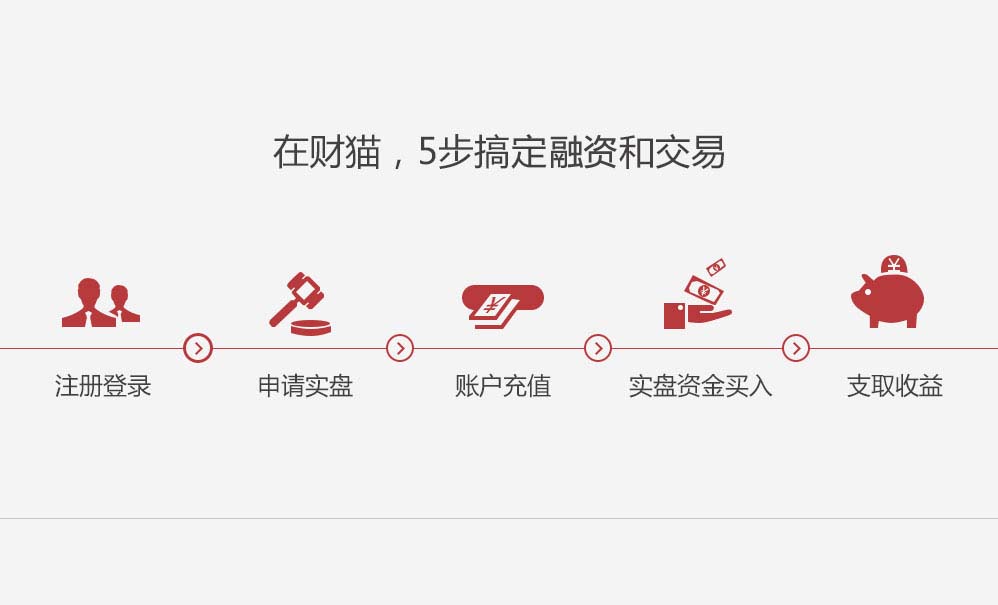 在财猫，5步搞定融资和交易
注册登录
申请实盘
账户充值
实盘资金买入
支取收益